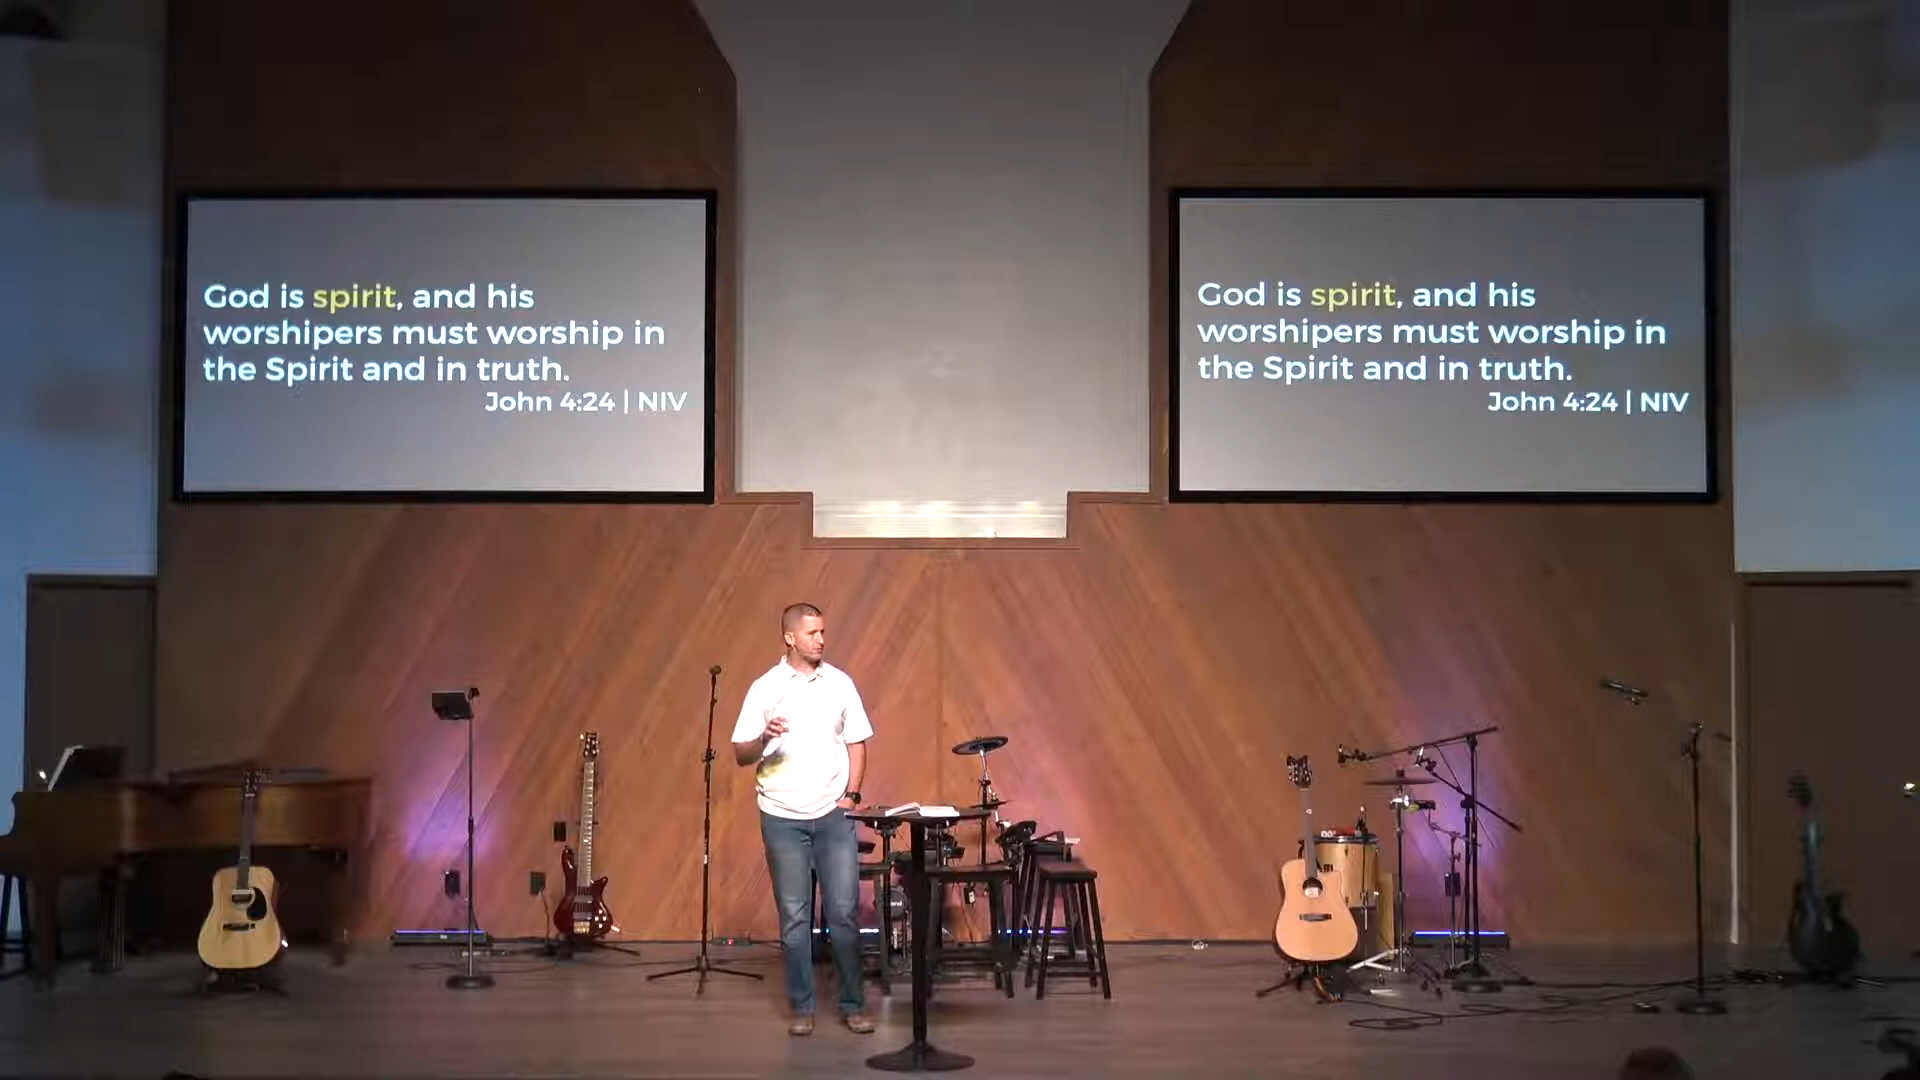 God is spirit, and his
worshipers must worship in
the Spirit and in truth.
John 4:24 | NIV
God is spirit, and his
worshipers must worship in
the Spirit and in truth.
John 4:24 | NIV